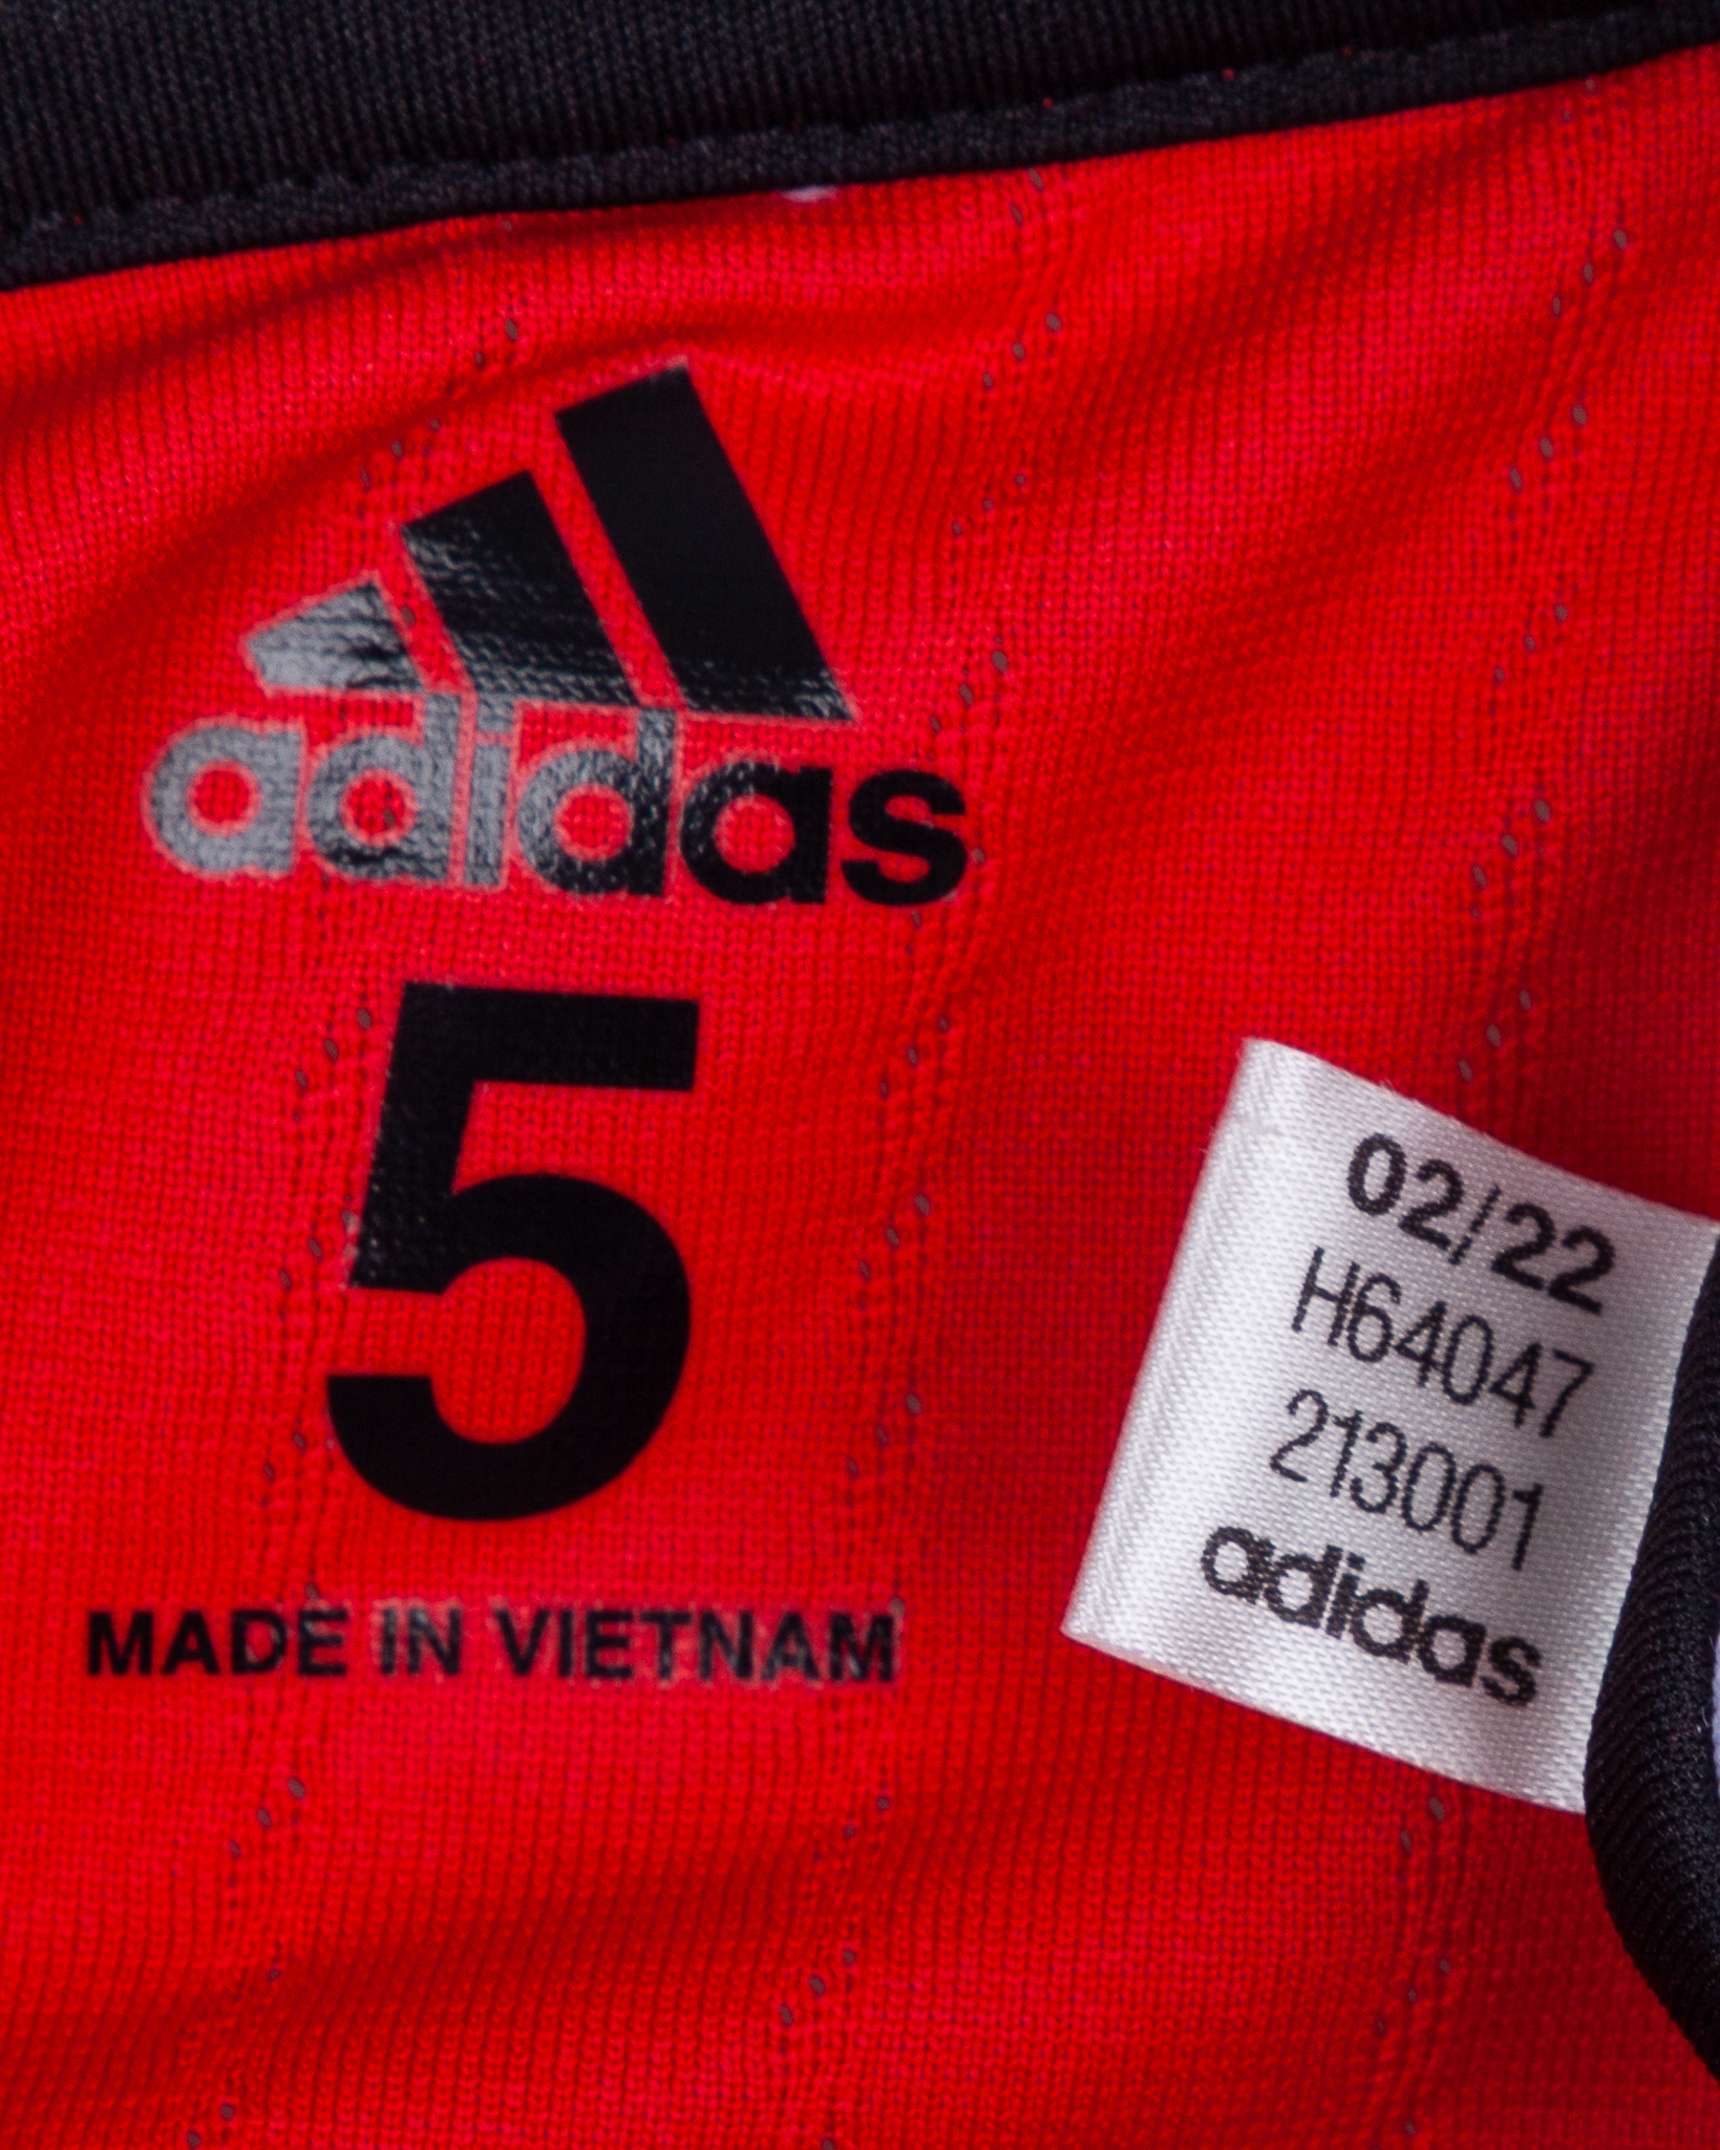 adidas
5
MADE IN VIETNAM
02/22
H64047
213001
adidas